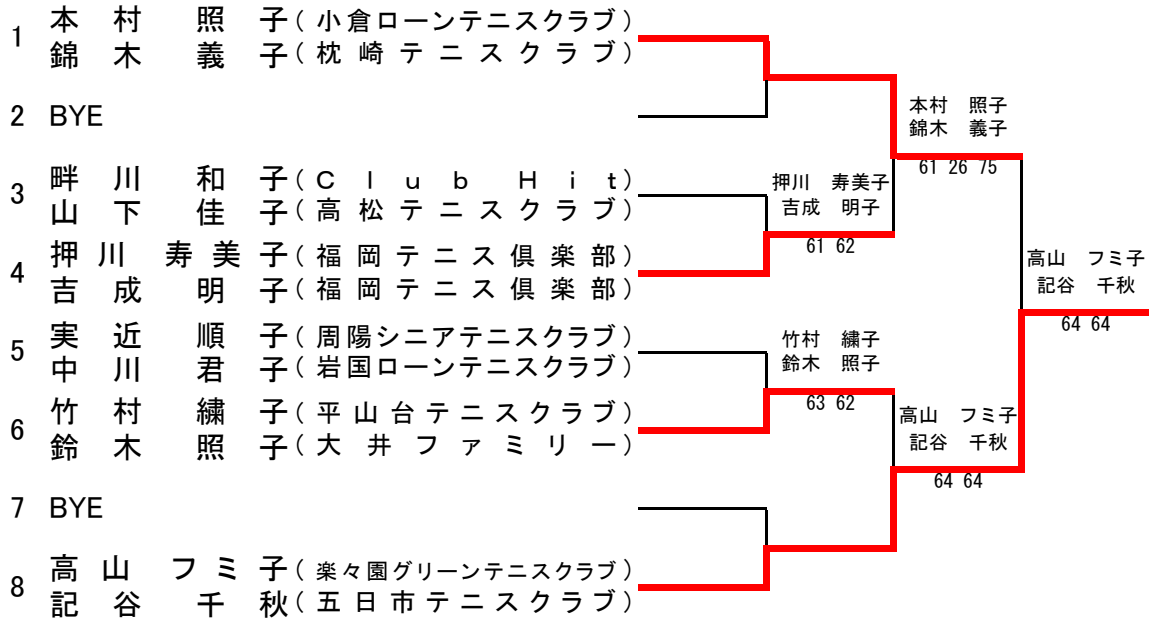 1 本村 照子(小倉ローンテニスクラブ)
錦木 義子(枕崎テニスクラブ)
2 BYE
3 畔川 和子(Club Hit)
山下 佳子(高松テニスクラブ)
4 押川 寿美子(福岡テニス倶楽部)
吉成 明子(福岡テニス倶楽部)
5 実近 順子(周陽シニアテニスクラブ)
中川 君子(岩国ローンテニスクラブ)
6 竹村 繍子(平山台テニスクラブ)
鈴木 照子(大井ファミリー)
7 BYE
8 高山 フミ子(楽々園グリーンテニスクラブ)
記谷 千秋(五日市テニスクラブ)
押川 寿美子
吉成 明子
61 62
竹村 繍子
鈴木 照子
63 62
本村 照子
錦木 義子
61 26 75
高山 フミ子
記谷 千秋
64 64
高山 フミ子
記谷 千秋
64 64